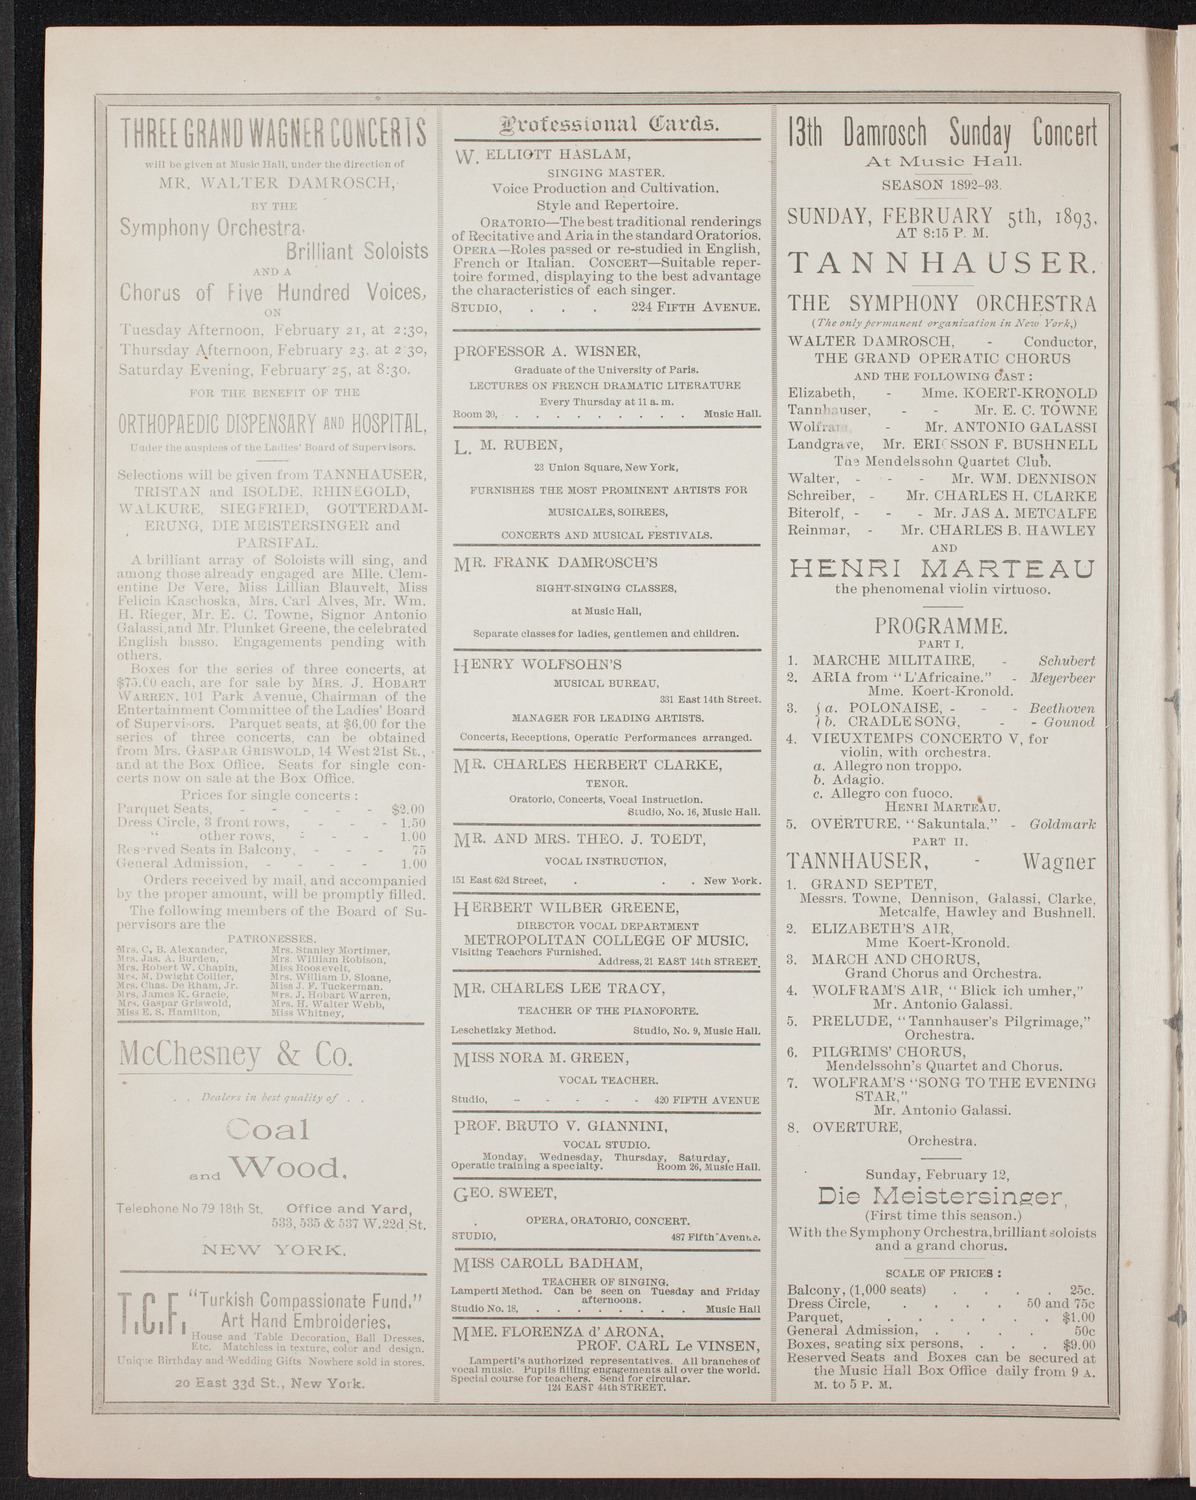 THREE GRAND WAGNER CONCERTS
will be given at Music Hall, under the direction of
MR. WALTER DAMROSCH,
BY THE
Symphony Orchestra,
Brilliant Soloists
AND A
Chorus of Five Hundred Voices,
ON
Tuesday Afternoon, February 21, at 2:30,
Thursday Afternoon, February 23, at 2:30,
Saturday Evening, February 25, at 8:30.
FOR THE BENEFIT OF THE
ORTHOPAEDIC DISPENSARY AND HOSPITAL,
Under the auspices of the Ladies' Board of Supervisors.
Selections will be given from TANNHAUSER,
TRISTAN and ISOLDE, RHINEGOLD,
WALKURE, SIEGFRIED, GOTTERDAM-
ERUNG, DIE MEISTERSINGER and
PARSIFAL.
A brilliant array of Soloists will sing, and
among those already engaged are Mlle. Clem-
entine De Vere, Miss Lillian Blauvelt, Miss
Felicia Kaschoska, Mrs. Carl Alves, Mr. Wm.
H. Rieger, Mr. E. C. Towne, Signor Antonio
Galassi, and Mr. Plunket Greene, the celebrated
English basso. Engagements pending with
others.
Boxes for the series of three concerts, at
$75.00 each, are for sale by MRS. J. HOBART
WARREN, 101 Park Avenue, Chairman of the
Entertainment Committee of the Ladies' Board
of Supervisors. Parquet seats, at $6.00 for the
series of three concerts, can be obtained
from Mrs. GASPAR GRISWOLD, 14 West 21st St.,
and at the Box Office. Seats for single con-
certs now on sale at the Box Office.
Prices for single concerts :
Parquet Seats, - - - - - $2.00
Dress Circle, 3 front rows, - - - 1.50
" other rows, - - - 1.00
Reserved Seats in Balcony, - - - 75
General Admission, - - - - 1.00
Orders received by mail, and accompanied
by the proper amount, will be promptly filled.
The following members of the Board of Su-
pervisors are the
PATRONESSES.
Mrs. C. B. Alexander, Mrs. Stanley Mortimer,
Mrs. Jas. A. Burden, Mrs. William Robison,
Mrs. Robert W. Chapin, Miss Roosevelt,
Mrs. M. Dwight Collier, Mrs. William D. Sloane,
Mrs. Chas. De Rham, Jr. Miss J. F. Tuckerman.
Mrs. James K. Gracie, Mrs. J. Hobart Warren,
Mrs. Gaspar Griswold, Mrs. H. Walter Webb,
Miss E. S. Hamilton, Miss Whitney,
McChesney & Co.
. . Dealers in best quality of . .
Coal
and Wood,
Telephone No 79 18th St. Office and Yard,
533, 535 & 537 W. 22d St.
NEW YORK.
T.C.F. "Turkish Compassionate Fund,"
Art Hand Embroideries,
House and Table Decoration, Ball Dresses.
Etc. Matchless in texture, color and design.
Unique Birthday and Wedding Gifts Nowhere sold in stores.
20 East 33d St., New York.
Professional Cards.
W. ELLIOTT HASLAM,
SINGING MASTER.
Voice Production and Cultivation.
Style and Repertoire.
ORATORIO—The best traditional renderings
of Recitative and Aria in the standard Oratorios.
OPERA—Roles passed or re-studied in English,
French or Italian. CONCERT—Suitable reper-
toire formed, displaying to the best advantage
the characteristics of each singer.
STUDIO, . . . 224 FIFTH AVENUE.
PROFESSOR A. WISNER,
Graduate of the University of Paris.
LECTURES ON FRENCH DRAMATIC LITERATURE
Every Thursday at 11 a. m.
Room 20, . . . . . . . . . Music Hall.
L. M. RUBEN,
23 Union Square, New York,
FURNISHES THE MOST PROMINENT ARTISTS FOR
MUSICALES, SOIREES,
CONCERTS AND MUSICAL FESTIVALS.
MR. FRANK DAMROSCH'S
SIGHT-SINGING CLASSES,
at Music Hall,
Separate classes for ladies, gentlemen and children.
HENRY WOLFSOHN'S
MUSICAL BUREAU,
331 East 14th Street.
MANAGER FOR LEADING ARTISTS.
Concerts, Receptions, Operatic Performances arranged.
MR. CHARLES HERBERT CLARKE,
TENOR.
Oratorio, Concerts, Vocal Instruction.
Studio, No. 16, Music Hall.
MR. AND MRS. THEO. J. TOEDT,
VOCAL INSTRUCTION,
151 East 62d Street, . . . New York.
HERBERT WILBER GREENE,
DIRECTOR VOCAL DEPARTMENT
METROPOLITAN COLLEGE OF MUSIC,
Visiting Teachers Furnished.
Address, 21 EAST 14th STREET.
MR. CHARLES LEE TRACY,
TEACHER OF THE PIANOFORTE.
Leschetizky Method. Studio, No. 9, Music Hall.
MISS NORA M. GREEN,
VOCAL TEACHER.
Studio, - - - - - 420 FIFTH AVENUE
PROF. BRUTO V. GIANNINI,
VOCAL STUDIO.
Monday, Wednesday, Thursday, Saturday,
Operatic training a specialty. Room 26, Music Hall.
GEO. SWEET,
OPERA, ORATORIO, CONCERT.
STUDIO, 487 Fifth Avenue.
MISS CAROLL BADHAM,
TEACHER OF SINGING.
Lamperti Method. Can be seen on Tuesday and Friday
afternoons.
Studio No. 18, . . . . . . . . Music Hall
MME. FLORENZA d' ARONA,
PROF. CARL Le VINSEN,
Lamperti's authorized representatives. All branches of
vocal music. Pupils filling engagements all over the world.
Special course for teachers. Send for circular.
124 EAST 44th STREET.
13th Damrosch Sunday Concert
At Music Hall.
SEASON 1892-93.
SUNDAY, FEBRUARY 5th, 1893,
AT 8:15 P. M.
TANNHAUSER.
THE SYMPHONY ORCHESTRA
(The only permanent organization in New York,)
WALTER DAMROSCH, - Conductor,
THE GRAND OPERATIC CHORUS
AND THE FOLLOWING CAST :
Elizabeth, - Mme. KOERT-KRONOLD
Tannhauser, - - Mr. E. C. TOWNE
Wolfram - Mr. ANTONIO GALASSI
Landgrave, Mr. ERICSSON F. BUSHNELL
The Mendelssohn Quartet Club.
Walter, - - - Mr. WM. DENNISON
Schreiber, - Mr. CHARLES H. CLARKE
Biterolf, - - - Mr. JAS A. METCALFE
Reinmar, - Mr. CHARLES B. HAWLEY
AND
HENRI MARTEAU
the phenomenal violin virtuoso.
PROGRAMME.
PART I,
1. MARCHE MILITAIRE, - Schubert
2. ARIA from "L'Africaine." - Meyerbeer
Mme. Koert-Kronold.
3. { a. POLONAISE, - - - Beethoven
{ b. CRADLE SONG, - - Gounod
4. VIEUXTEMPS CONCERTO V, for
violin, with orchestra.
a. Allegro non troppo.
b. Adagio.
c. Allegro con fuoco.
HENRI MARTEAU.
5. OVERTURE, "Sakuntala," - Goldmark
PART II.
TANNHAUSER, - Wagner
1. GRAND SEPTET,
Messrs. Towne, Dennison, Galassi, Clarke,
Metcalfe, Hawley and Bushnell.
2. ELIZABETH'S AIR,
Mme Koert-Kronold.
3. MARCH AND CHORUS,
Grand Chorus and Orchestra.
4. WOLFRAM'S AIR, "Blick ich umher,"
Mr. Antonio Galassi.
5. PRELUDE, "Tannhauser's Pilgrimage,"
Orchestra.
6. PILGRIMS' CHORUS,
Mendelssohn's Quartet and Chorus.
7. WOLFRAM'S "SONG TO THE EVENING
STAR,"
Mr. Antonio Galassi.
8. OVERTURE,
Orchestra.
Sunday, February 12,
Die Meistersinger,
(First time this season.)
With the Symphony Orchestra, brilliant soloists
and a grand chorus.
SCALE OF PRICES :
Balcony, (1,000 seats) . . . . 25c.
Dress Circle, . . . . 50 and 75c
Parquet, . . . . . . . $1.00
General Admission, . . . . . 50c
Boxes, seating six persons, . . . $9.00
Reserved Seats and Boxes can be secured at
the Music Hall Box Office daily from 9 A.
M. to 5 P. M.